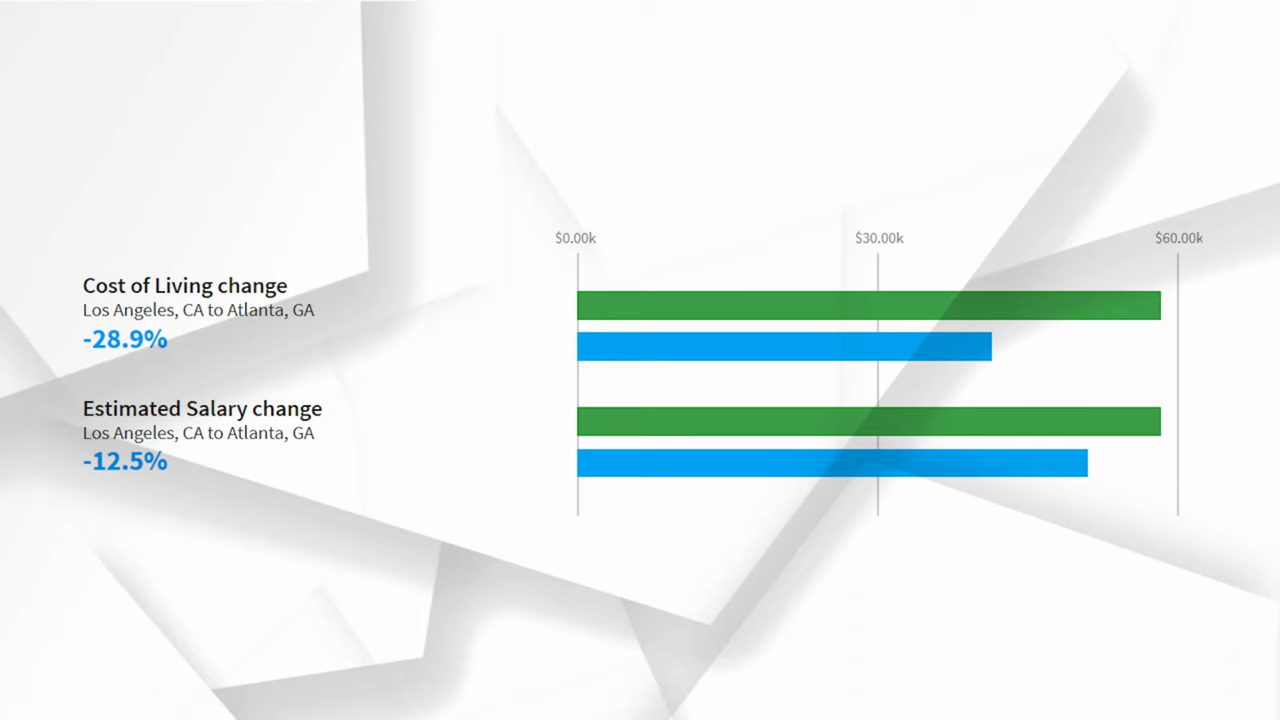 $0.00k $30.00k $60.00k
Cost of Living change
Los Angeles, CA to Atlanta, GA
-28.9%
Estimated Salary change
Los Angeles, CA to Atlanta, GA
-12.5%